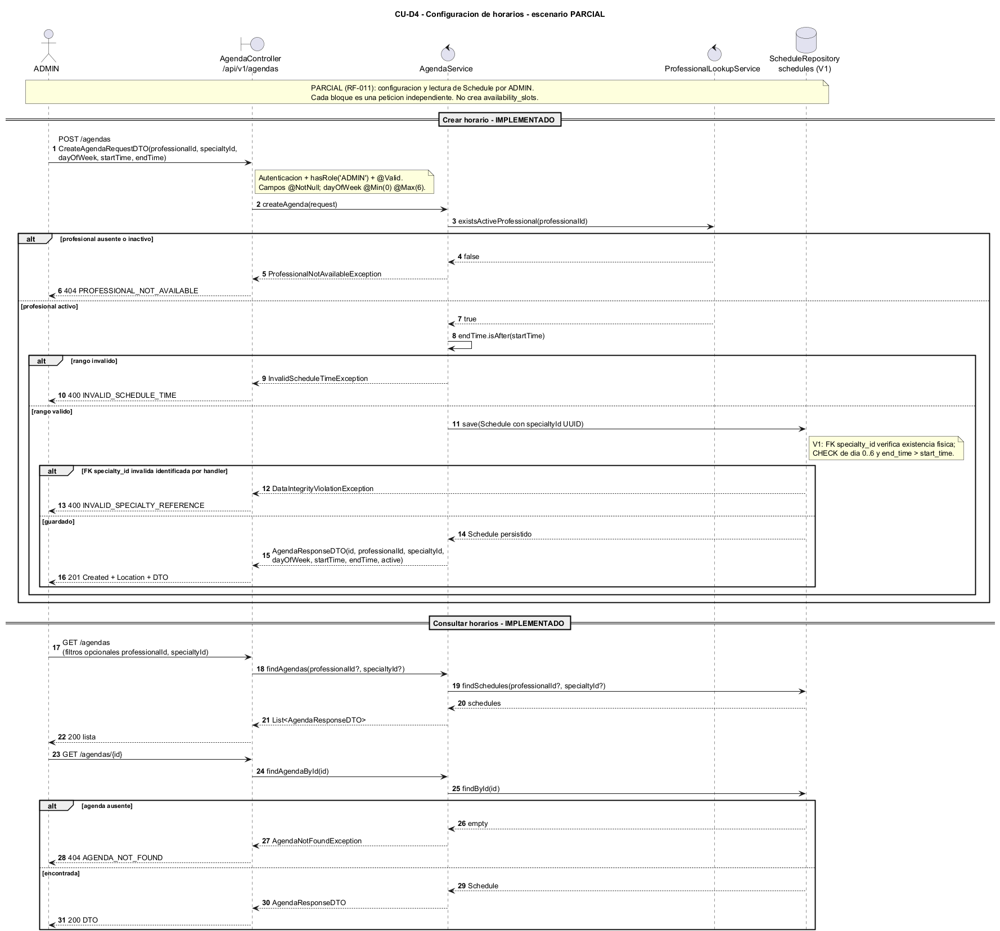 CU-D4 - Configuracion de horarios - escenario PARCIAL
ADMIN
AgendaController
/api/v1/agendas
AgendaService
ProfessionalLookupService
ScheduleRepository
schedules (V1)
PARCIAL (RF-011): configuracion y lectura de Schedule por ADMIN.
Cada bloque es una peticion independiente. No crea availability_slots.
Crear horario - IMPLEMENTADO
POST /agendas
1 CreateAgendaRequestDTO(professionalId, specialtyId,
dayOfWeek, startTime, endTime)
Autenticacion + hasRole('ADMIN') + @Valid.
Campos @NotNull; dayOfWeek @Min(0) @Max(6).
2 createAgenda(request)
3 existsActiveProfessional(professionalId)
alt [profesional ausente o inactivo]
4 false
5 ProfessionalNotAvailableException
6 404 PROFESSIONAL_NOT_AVAILABLE
[profesional activo]
7 true
8 endTime.isAfter(startTime)
alt [rango invalido]
9 InvalidScheduleTimeException
10 400 INVALID_SCHEDULE_TIME
[rango valido]
11 save(Schedule con specialtyId UUID)
V1: FK specialty_id verifica existencia fisica;
CHECK de dia 0..6 y end_time > start_time.
alt [FK specialty_id invalida identificada por handler]
12 DataIntegrityViolationException
13 400 INVALID_SPECIALTY_REFERENCE
[guardado]
14 Schedule persistido
15 AgendaResponseDTO(id, professionalId, specialtyId,
dayOfWeek, startTime, endTime, active)
16 201 Created + Location + DTO
Consultar horarios - IMPLEMENTADO
17 GET /agendas
(filtros opcionales professionalId, specialtyId)
18 findAgendas(professionalId?, specialtyId?)
19 findSchedules(professionalId?, specialtyId?)
20 schedules
21 List<AgendaResponseDTO>
22 200 lista
23 GET /agendas/{id}
24 findAgendaById(id)
25 findById(id)
alt [agenda ausente]
26 empty
27 AgendaNotFoundException
28 404 AGENDA_NOT_FOUND
[encontrada]
29 Schedule
30 AgendaResponseDTO
31 200 DTO